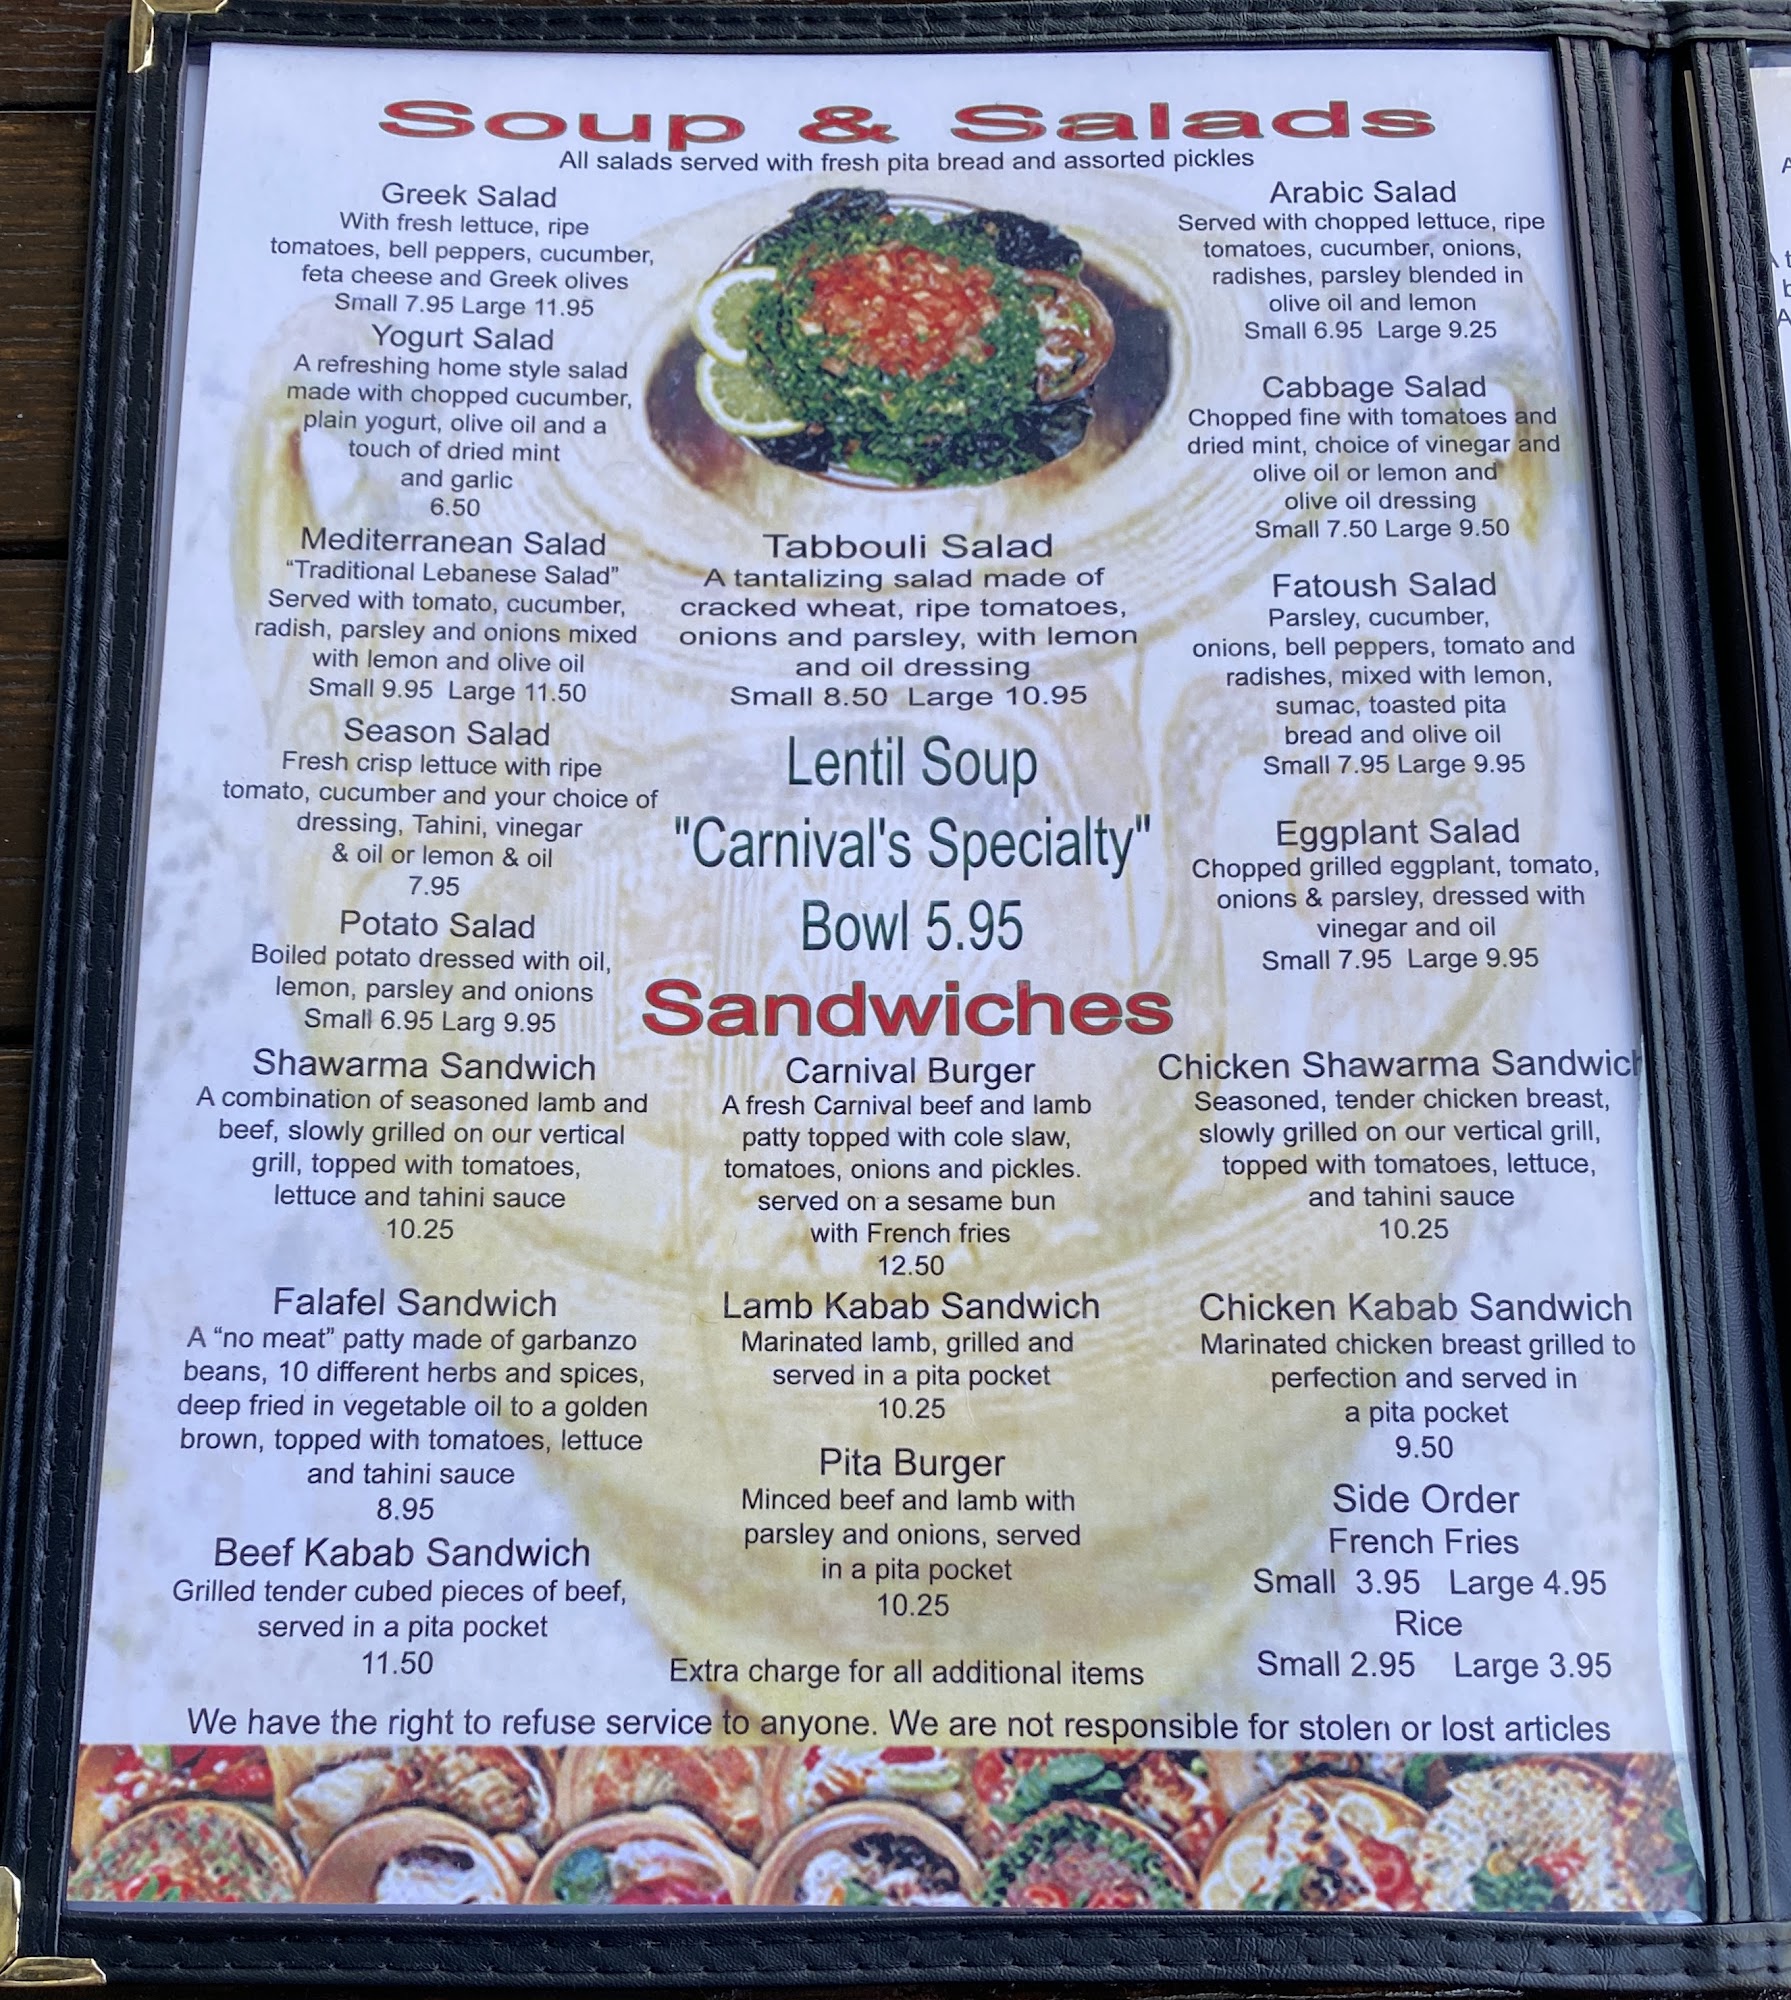 Soup & Salads
All salads served with fresh pita bread and assorted pickles
Greek Salad
With fresh lettuce, ripe
tomatoes, bell peppers, cucumber,
feta cheese and Greek olives
Small 7.95 Large 11.95
Yogurt Salad
A refreshing home style salad
made with chopped cucumber,
plain yogurt, olive oil and a
touch of dried mint
and garlic
6.50
Mediterranean Salad
“Traditional Lebanese Salad”
Served with tomato, cucumber,
radish, parsley and onions mixed
with lemon and olive oil
Small 9.95 Large 11.50
Season Salad
Fresh crisp lettuce with ripe
tomato, cucumber and your choice of
dressing, Tahini, vinegar
& oil or lemon & oil
7.95
Potato Salad
Boiled potato dressed with oil,
lemon, parsley and onions
Small 6.95 Larg 9.95
Tabbouli Salad
A tantalizing salad made of
cracked wheat, ripe tomatoes,
onions and parsley, with lemon
and oil dressing
Small 8.50 Large 10.95
Lentil Soup
"Carnival's Specialty"
Bowl 5.95
Arabic Salad
Served with chopped lettuce, ripe
tomatoes, cucumber, onions,
radishes, parsley blended in
olive oil and lemon
Small 6.95 Large 9.25
Cabbage Salad
Chopped fine with tomatoes and
dried mint, choice of vinegar and
olive oil or lemon and
olive oil dressing
Small 7.50 Large 9.50
Fatoush Salad
Parsley, cucumber,
onions, bell peppers, tomato and
radishes, mixed with lemon,
sumac, toasted pita
bread and olive oil
Small 7.95 Large 9.95
Eggplant Salad
Chopped grilled eggplant, tomato,
onions & parsley, dressed with
vinegar and oil
Small 7.95 Large 9.95
Sandwiches
Shawarma Sandwich
A combination of seasoned lamb and
beef, slowly grilled on our vertical
grill, topped with tomatoes,
lettuce and tahini sauce
10.25
Falafel Sandwich
A “no meat” patty made of garbanzo
beans, 10 different herbs and spices,
deep fried in vegetable oil to a golden
brown, topped with tomatoes, lettuce
and tahini sauce
8.95
Beef Kabab Sandwich
Grilled tender cubed pieces of beef,
served in a pita pocket
11.50
Carnival Burger
A fresh Carnival beef and lamb
patty topped with cole slaw,
tomatoes, onions and pickles.
served on a sesame bun
with French fries
12.50
Lamb Kabab Sandwich
Marinated lamb, grilled and
served in a pita pocket
10.25
Pita Burger
Minced beef and lamb with
parsley and onions, served
in a pita pocket
10.25
Chicken Shawarma Sandwich
Seasoned, tender chicken breast,
slowly grilled on our vertical grill,
topped with tomatoes, lettuce,
and tahini sauce
10.25
Chicken Kabab Sandwich
Marinated chicken breast grilled to
perfection and served in
a pita pocket
9.50
Side Order
French Fries
Small 3.95 Large 4.95
Rice
Small 2.95 Large 3.95
Extra charge for all additional items
We have the right to refuse service to anyone. We are not responsible for stolen or lost articles